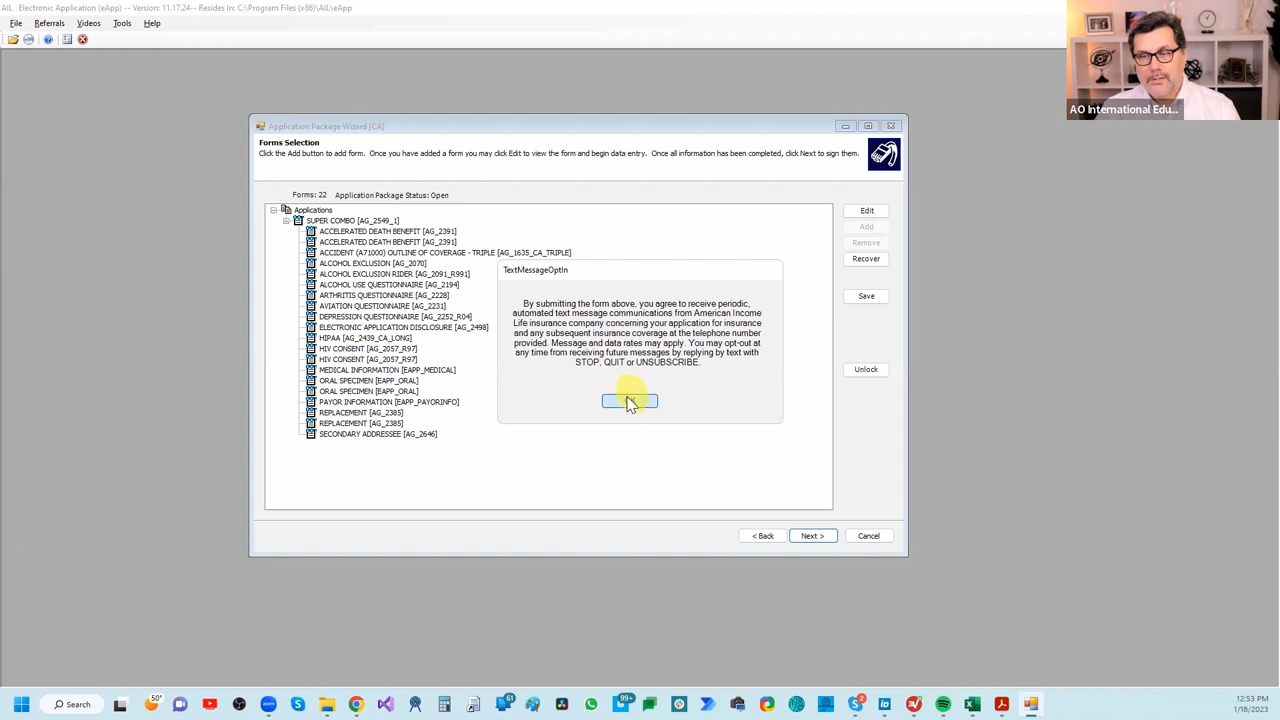 AIL Electronic Application (eApp) -- Version: 11.17.24-- Resides In: C:\Program Files (x86)\AIL\eApp
File Referrals Videos Tools Help
AO International Edu...
Application Package Wizard [CA]
Forms Selection
Click the Add button to add form. Once you have added a form you may click Edit to view the form and begin data entry. Once all information has been completed, click Next to sign them.
Forms: 22 Application Package Status: Open
Applications
SUPER COMBO [AG_2549_1]
ACCELERATED DEATH BENEFIT [AG_2391]
ACCELERATED DEATH BENEFIT [AG_2391]
ACCIDENT (A71000) OUTLINE OF COVERAGE - TRIPLE [AG_1635_CA_TRIPLE]
ALCOHOL EXCLUSION [AG_2070]
ALCOHOL EXCLUSION RIDER [AG_2091_R991]
ALCOHOL USE QUESTIONNAIRE [AG_2194]
ARTHRITIS QUESTIONNAIRE [AG_2228]
AVIATION QUESTIONNAIRE [AG_2231]
DEPRESSION QUESTIONNAIRE [AG_2252_R04]
ELECTRONIC APPLICATION DISCLOSURE [AG_2498]
HIPAA [AG_2439_CA_LONG]
HIV CONSENT [AG_2057_R97]
HIV CONSENT [AG_2057_R97]
MEDICAL INFORMATION [EAPP_MEDICAL]
ORAL SPECIMEN [EAPP_ORAL]
ORAL SPECIMEN [EAPP_ORAL]
PAYOR INFORMATION [EAPP_PAYORINFO]
REPLACEMENT [AG_2385]
REPLACEMENT [AG_2385]
SECONDARY ADDRESSEE [AG_2646]
Edit
Add
Remove
Recover
Save
Unlock
TextMessageOptIn
By submitting the form above, you agree to receive periodic,
automated text message communications from American Income
Life insurance company concerning your application for insurance
and any subsequent insurance coverage at the telephone number
provided. Message and data rates may apply. You may opt-out at
any time from receiving future messages by replying by text with
STOP, QUIT or UNSUBSCRIBE.
< Back Next > Cancel
Search
50°
61
99+
2
12:53 PM
1/18/2023